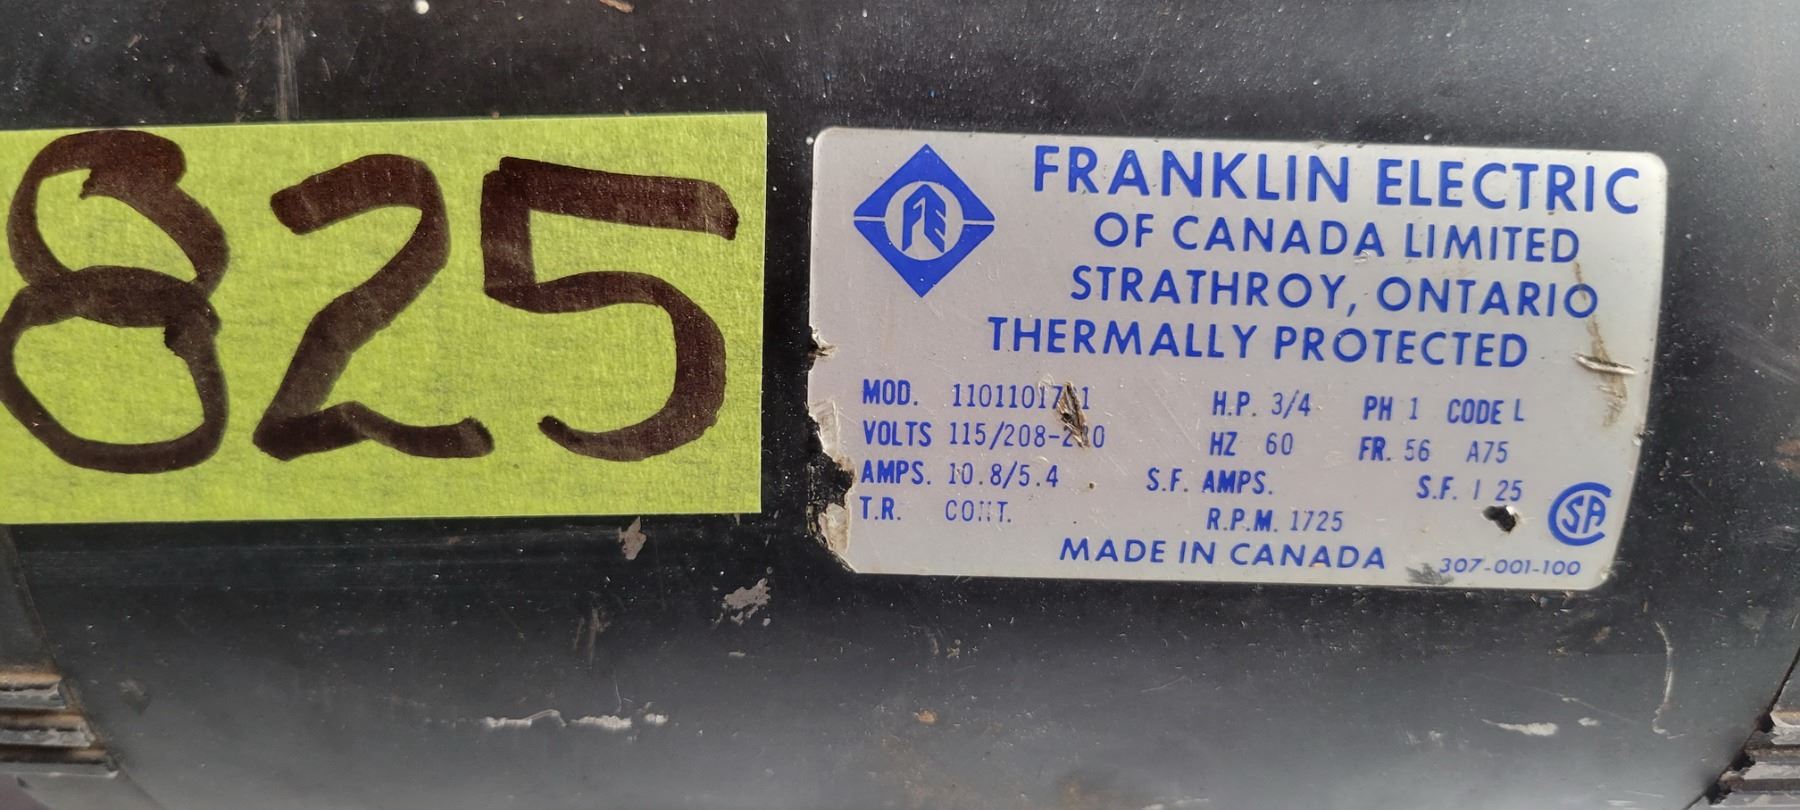 825
FE
FRANKLIN ELECTRIC
OF CANADA LIMITED
STRATHROY, ONTARIO
THERMALLY PROTECTED
MOD. H.P. 3/4 PH 1 CODE L
VOLTS HZ 60 FR. 56 A75
AMPS. 10.8/5.4 S.F. AMPS. S.F. 1 25
T.R. CONT. R.P.M. 1725
SA
MADE IN CANADA 307-001-100